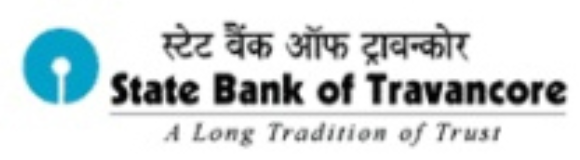 स्टेट बैंक ऑफ ट्रावन्कोर
State Bank of Travancore
A Long Tradition of Trust